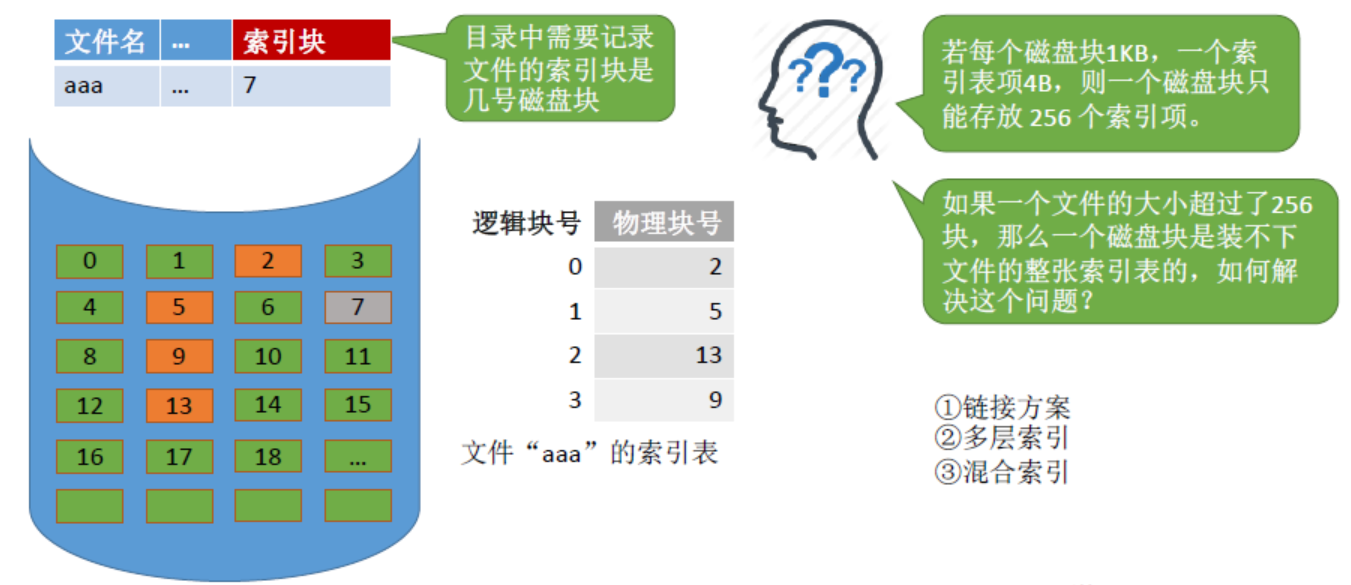 文件名 … 索引块
aaa … 7
目录中需要记录
文件的索引块是
几号磁盘块
???
若每个磁盘块1KB，一个索
引表项4B，则一个磁盘块只
能存放 256 个索引项。
如果一个文件的大小超过了256
块，那么一个磁盘块是装不下
文件的整张索引表的，如何解
决这个问题？
0 1 2 3
4 5 6 7
8 9 10 11
12 13 14 15
16 17 18 …
逻辑块号 物理块号
0 2
1 5
2 13
3 9
文件“aaa”的索引表
①链接方案
②多层索引
③混合索引